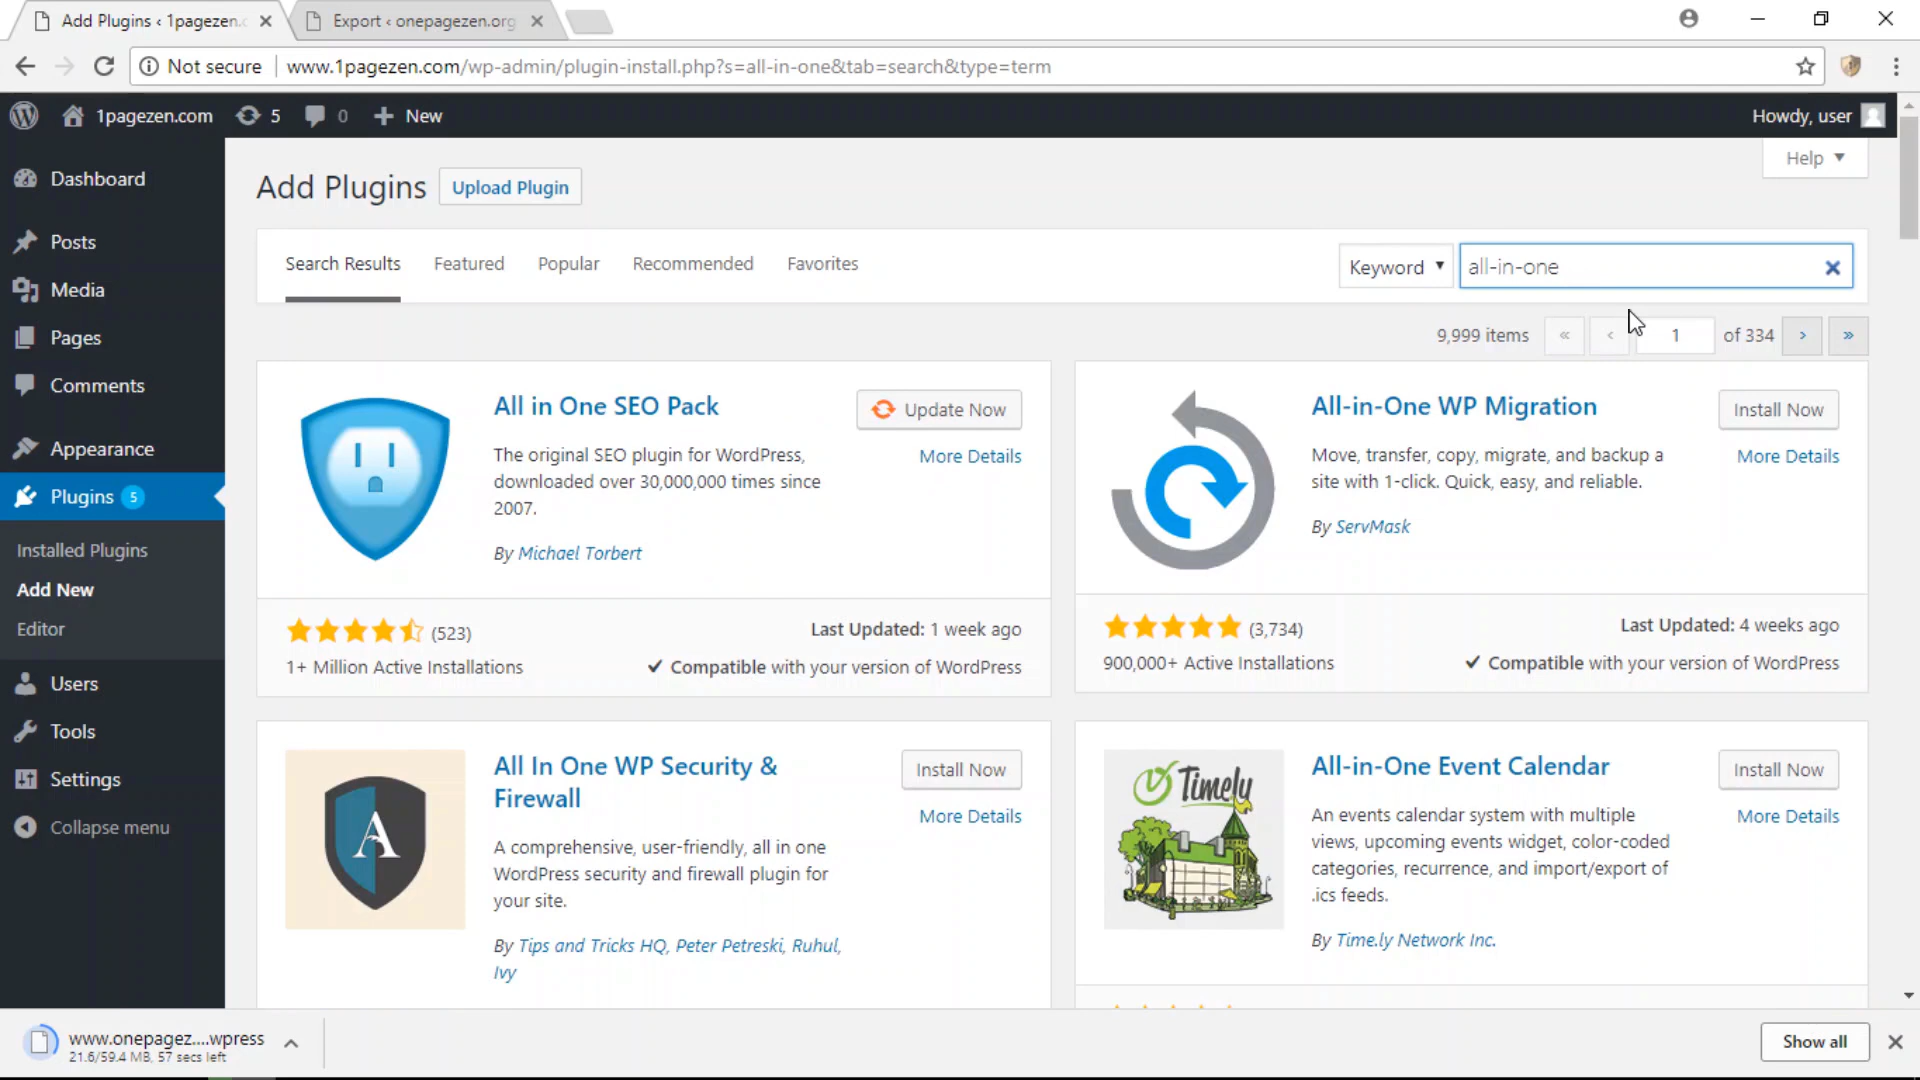 Add Plugins ‹ 1pagezen.c
Export ‹ onepagezen.org
Not secure
www.1pagezen.com/wp-admin/plugin-install.php?s=all-in-one&tab=search&type=term
1pagezen.com
5
0
New
Howdy, user
Help ▼
Dashboard
Posts
Media
Pages
Comments
Appearance
Plugins 5
Installed Plugins
Add New
Editor
Users
Tools
Settings
Collapse menu
Add Plugins
Upload Plugin
Search Results
Featured
Popular
Recommended
Favorites
Keyword ▼
all-in-one
9,999 items
«
‹
1
of 334
›
»
All in One SEO Pack
Update Now
More Details
The original SEO plugin for WordPress,
downloaded over 30,000,000 times since
2007.
By Michael Torbert
(523)
Last Updated: 1 week ago
1+ Million Active Installations
Compatible with your version of WordPress
All-in-One WP Migration
Install Now
More Details
Move, transfer, copy, migrate, and backup a
site with 1-click. Quick, easy, and reliable.
By ServMask
(3,734)
Last Updated: 4 weeks ago
900,000+ Active Installations
Compatible with your version of WordPress
A
All In One WP Security &
Firewall
Install Now
More Details
A comprehensive, user-friendly, all in one
WordPress security and firewall plugin for
your site.
By Tips and Tricks HQ, Peter Petreski, Ruhul,
Ivy
Timely
All-in-One Event Calendar
Install Now
More Details
An events calendar system with multiple
views, upcoming events widget, color-coded
categories, recurrence, and import/export of
.ics feeds.
By Time.ly Network Inc.
www.onepagez....wpress
21.6/59.4 MB, 57 secs left
Show all